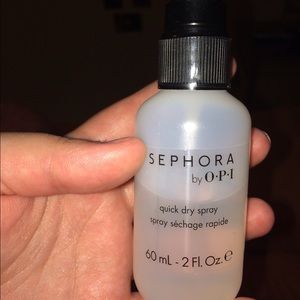 SEPHORA
by O•P•I
quick dry spray
spray séchage rapide
60 mL - 2 Fl. Oz. ℮